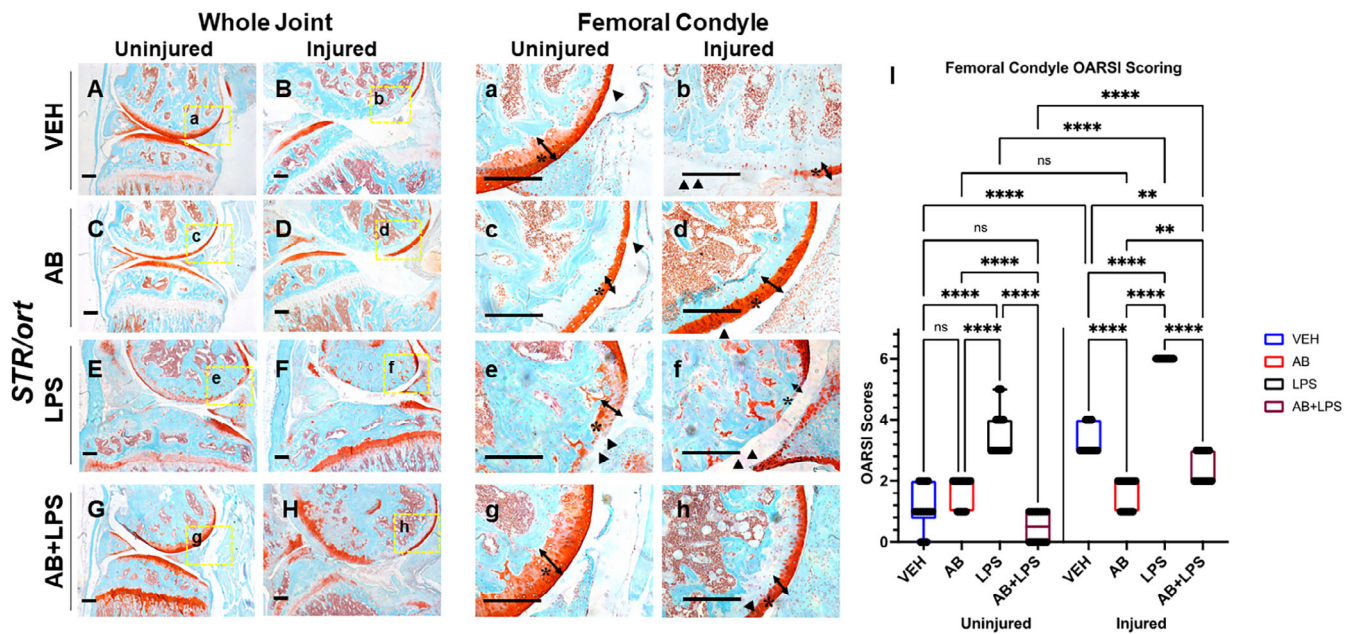 Whole Joint
Femoral Condyle
Uninjured
Injured
Uninjured
Injured
STR/ort
VEH
A
a
B
b
a
*
b
*
AB
C
c
D
d
c
*
d
*
LPS
E
e
F
f
e
*
f
*
AB+LPS
G
g
H
h
g
*
h
*
I
Femoral Condyle OARSI Scoring
****
****
ns
****
**
ns
**
****
****
****
****
****
ns
****
****
****
OARSI Scores
6
4
2
0
VEH
AB
LPS
AB+LPS
VEH
AB
LPS
AB+LPS
Uninjured
Injured
VEH
AB
LPS
AB+LPS